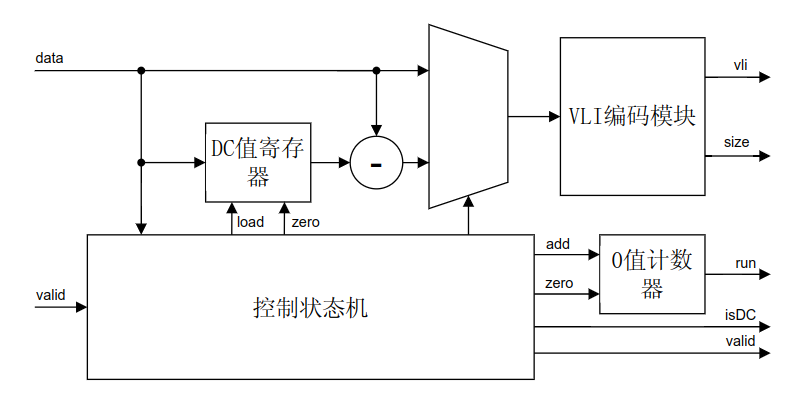 data
vli
VLI编码模块
size
DC值寄存
器
-
load
zero
add
0值计数
器
run
zero
valid
控制状态机
isDC
valid